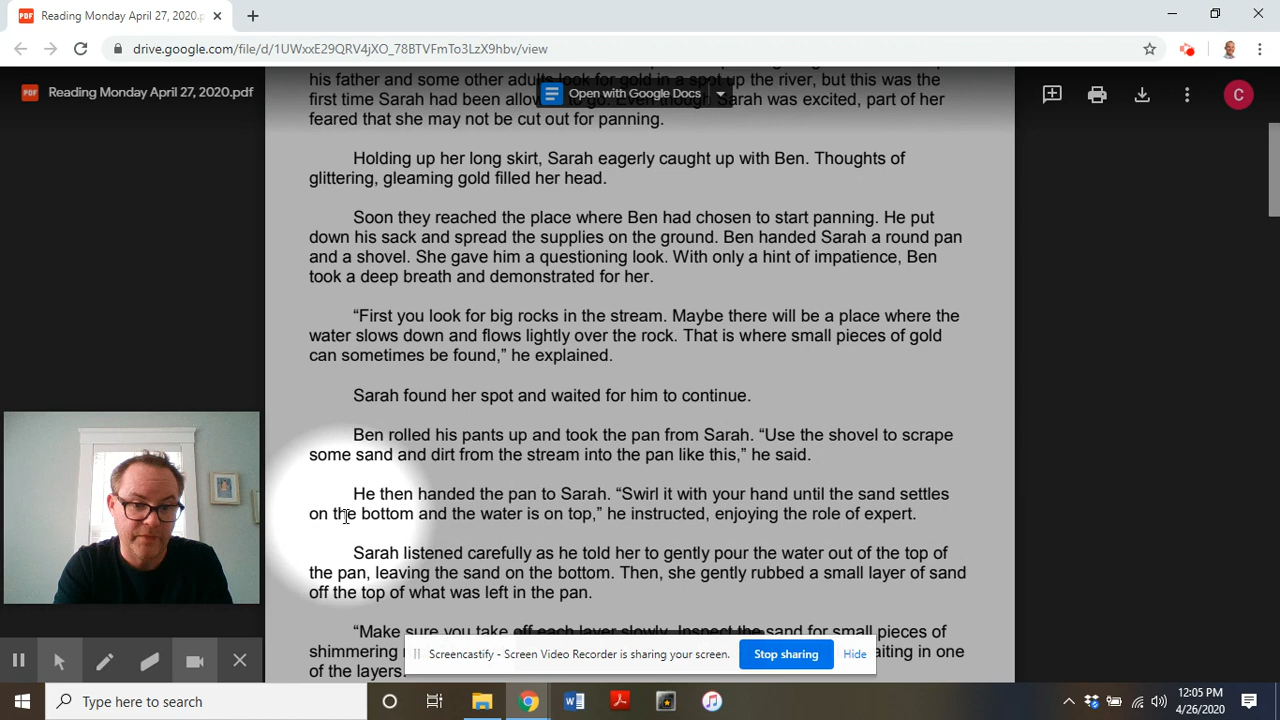 Reading Monday April 27, 2020.p
drive.google.com/file/d/1UWxxE29QRV4jXO_78BTVFmTo3LzX9hbv/view
Reading Monday April 27, 2020.pdf
Open with Google Docs
C
his father and some other adults look for gold in a spot up the river, but this was the
first time Sarah had been allowed to go. Even though Sarah was excited, part of her
feared that she may not be cut out for panning.
Holding up her long skirt, Sarah eagerly caught up with Ben. Thoughts of
glittering, gleaming gold filled her head.
Soon they reached the place where Ben had chosen to start panning. He put
down his sack and spread the supplies on the ground. Ben handed Sarah a round pan
and a shovel. She gave him a questioning look. With only a hint of impatience, Ben
took a deep breath and demonstrated for her.
“First you look for big rocks in the stream. Maybe there will be a place where the
water slows down and flows lightly over the rock. That is where small pieces of gold
can sometimes be found,” he explained.
Sarah found her spot and waited for him to continue.
Ben rolled his pants up and took the pan from Sarah. “Use the shovel to scrape
some sand and dirt from the stream into the pan like this,” he said.
He then handed the pan to Sarah. “Swirl it with your hand until the sand settles
on the bottom and the water is on top,” he instructed, enjoying the role of expert.
Sarah listened carefully as he told her to gently pour the water out of the top of
the pan, leaving the sand on the bottom. Then, she gently rubbed a small layer of sand
off the top of what was left in the pan.
“Make sure you take off each layer slowly. Inspect the sand for small pieces of
shimmering aiting in one
of the layers.
Screencastify - Screen Video Recorder is sharing your screen.
Stop sharing
Hide
Type here to search
12:05 PM
4/26/2020